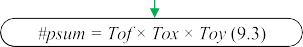 #psum = Tof × Tox × Toy (9.3)